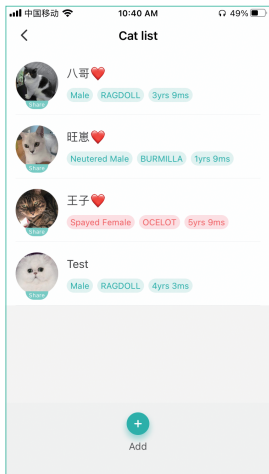 中国移动 10:40 AM 49%
Cat list
八哥❤️
Male RAGDOLL 3yrs 9ms
Share
旺崽❤️
Neutered Male BURMILLA 1yrs 9ms
Share
王子❤️
Spayed Female OCELOT 5yrs 9ms
Share
Test
Male RAGDOLL 4yrs 3ms
Share
Add